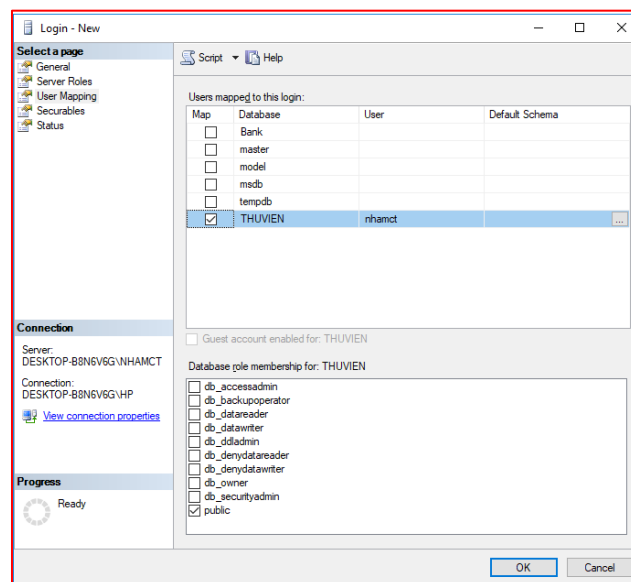 Login - New
Select a page
General
Server Roles
User Mapping
Securables
Status
Script
Help
Users mapped to this login:
Map Database User Default Schema
Bank
master
model
msdb
tempdb
THUVIEN nhamct ...
Guest account enabled for: THUVIEN
Database role membership for: THUVIEN
db_accessadmin
db_backupoperator
db_datareader
db_datawriter
db_ddladmin
db_denydatareader
db_denydatawriter
db_owner
db_securityadmin
public
Connection
Server:
DESKTOP-B8N6V6G\NHAMCT
Connection:
DESKTOP-B8N6V6G\HP
View connection properties
Progress
Ready
OK
Cancel